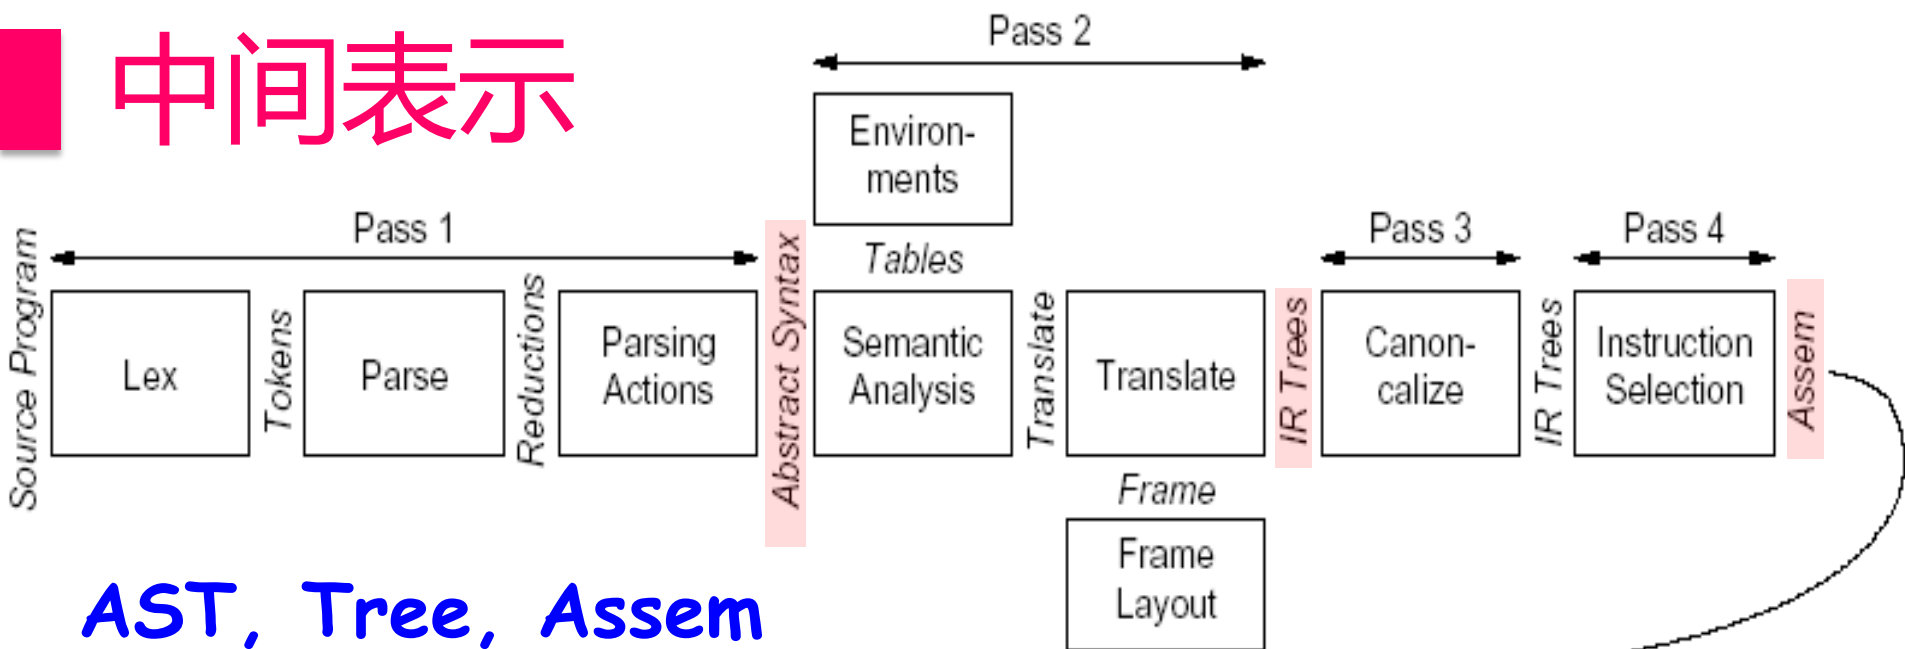 中间表示
Pass 2
Environ-
ments
Pass 1
Tables
Pass 3
Pass 4
Source Program
Lex
Tokens
Parse
Reductions
Parsing
Actions
Abstract Syntax
Semantic
Analysis
Translate
Translate
IR Trees
Canon-
calize
IR Trees
Instruction
Selection
Assem
Frame
Frame
Layout
AST, Tree, Assem